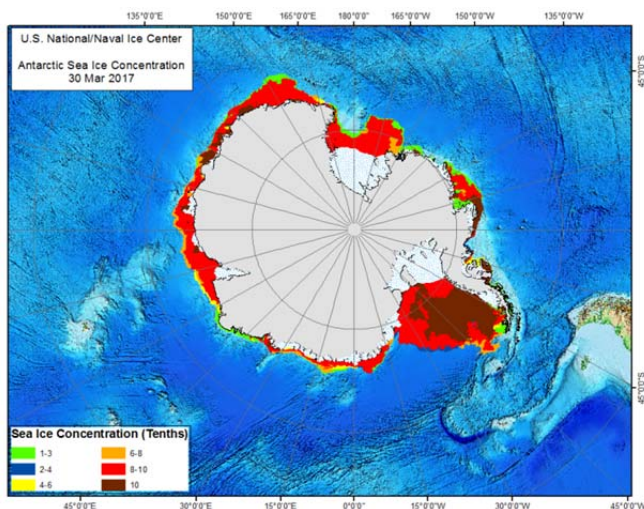 135°0'E 150°0'0"E 165°0'0"E 180°0'0" 165°0'0"W 150°0'0"W 135°0'0"W
U.S. National/Naval Ice Center
Antarctic Sea Ice Concentration
30 Mar 2017
45°0'0"S
45°0'0"S
Sea Ice Concentration (Tenths)
1-3 6-8
2-4 8-10
4-6 10
45°0'0"E 30°0'0"E 15°0'0"E 0°0'0" 15°0'0"W 30°0'0"W 45°0'0"W